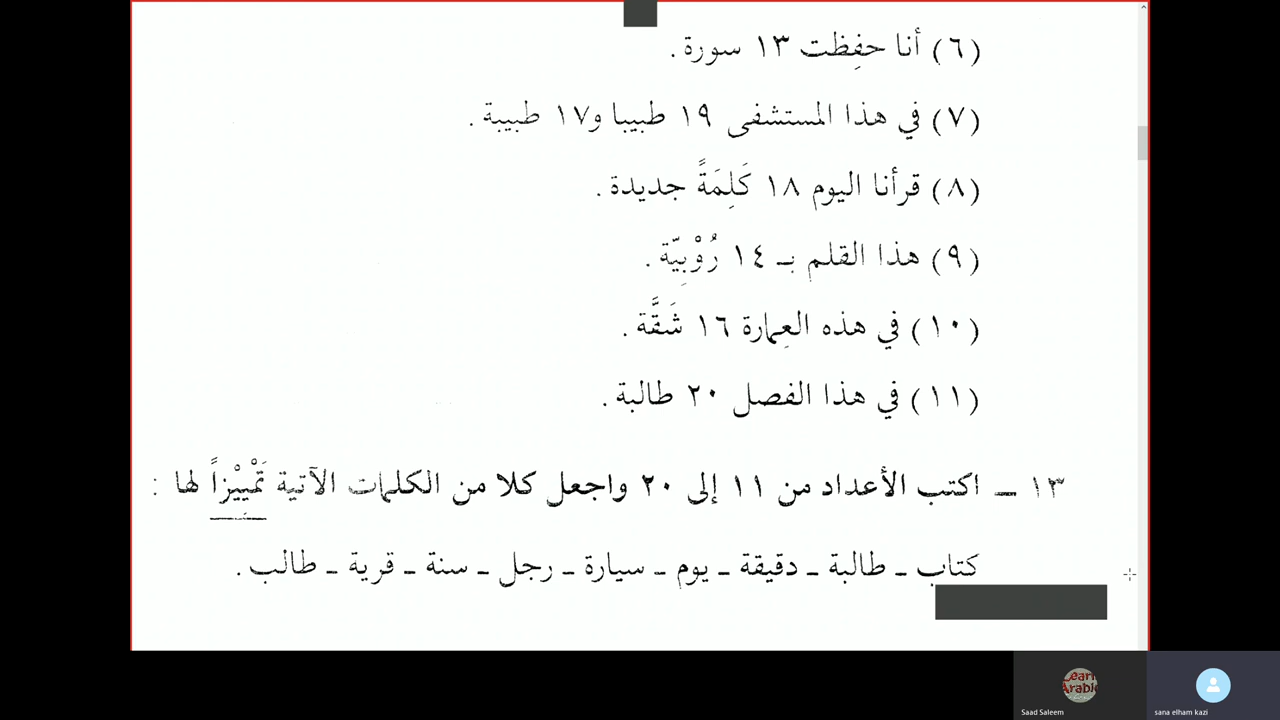 (٦) أنا حفِظت ١٣ سورة .
(٧) في هذا المستشفى ١٩ طبيبا و١٧ طبيبة .
(٨) قرأنا اليوم ١٨ كَلِمَةً جديدة .
(٩) هذا القلم بـ ١٤ رُوْبِيّة .
(١٠) في هذه العِمارة ١٦ شَقَّة .
(١١) في هذا الفصل ٢٠ طالبة .
١٣ ــ اكتب الأعداد من ١١ إلى ٢٠ واجعل كلا من الكلمات الآتية تَمْيِيْزاً لها :
كتاب ـ طالبة ـ دقيقة ـ يوم ـ سيارة ـ رجل ـ سنة ـ قرية ـ طالب .
Learn Arabic
Saad Saleem
sana elham kazi